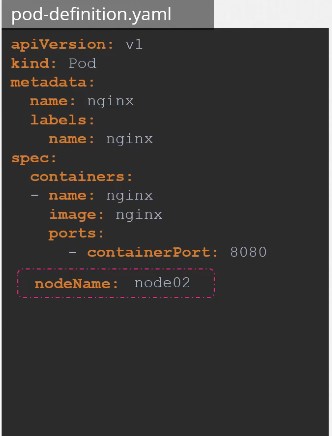 pod-definition.yaml
apiVersion: v1
kind: Pod
metadata:
  name: nginx
  labels:
    name: nginx
spec:
  containers:
  - name: nginx
    image: nginx
    ports:
      - containerPort: 8080
  nodeName: node02